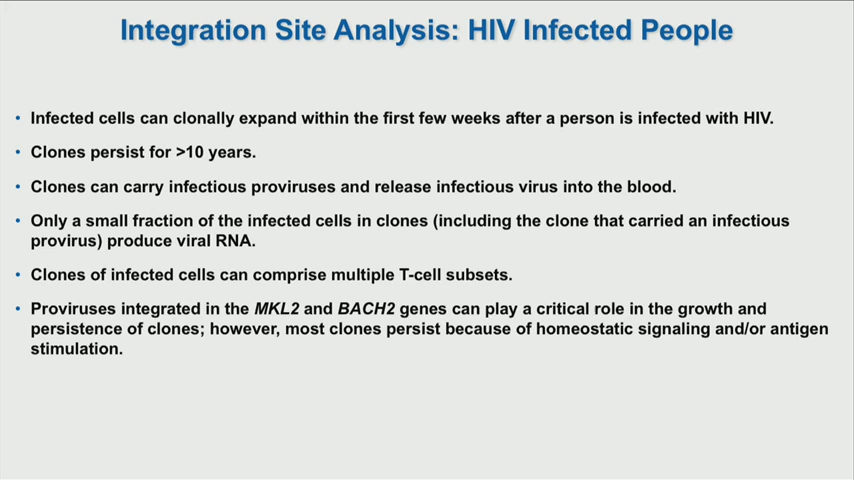 Integration Site Analysis: HIV Infected People
• Infected cells can clonally expand within the first few weeks after a person is infected with HIV.
• Clones persist for >10 years.
• Clones can carry infectious proviruses and release infectious virus into the blood.
• Only a small fraction of the infected cells in clones (including the clone that carried an infectious
provirus) produce viral RNA.
• Clones of infected cells can comprise multiple T-cell subsets.
• Proviruses integrated in the MKL2 and BACH2 genes can play a critical role in the growth and
persistence of clones; however, most clones persist because of homeostatic signaling and/or antigen
stimulation.